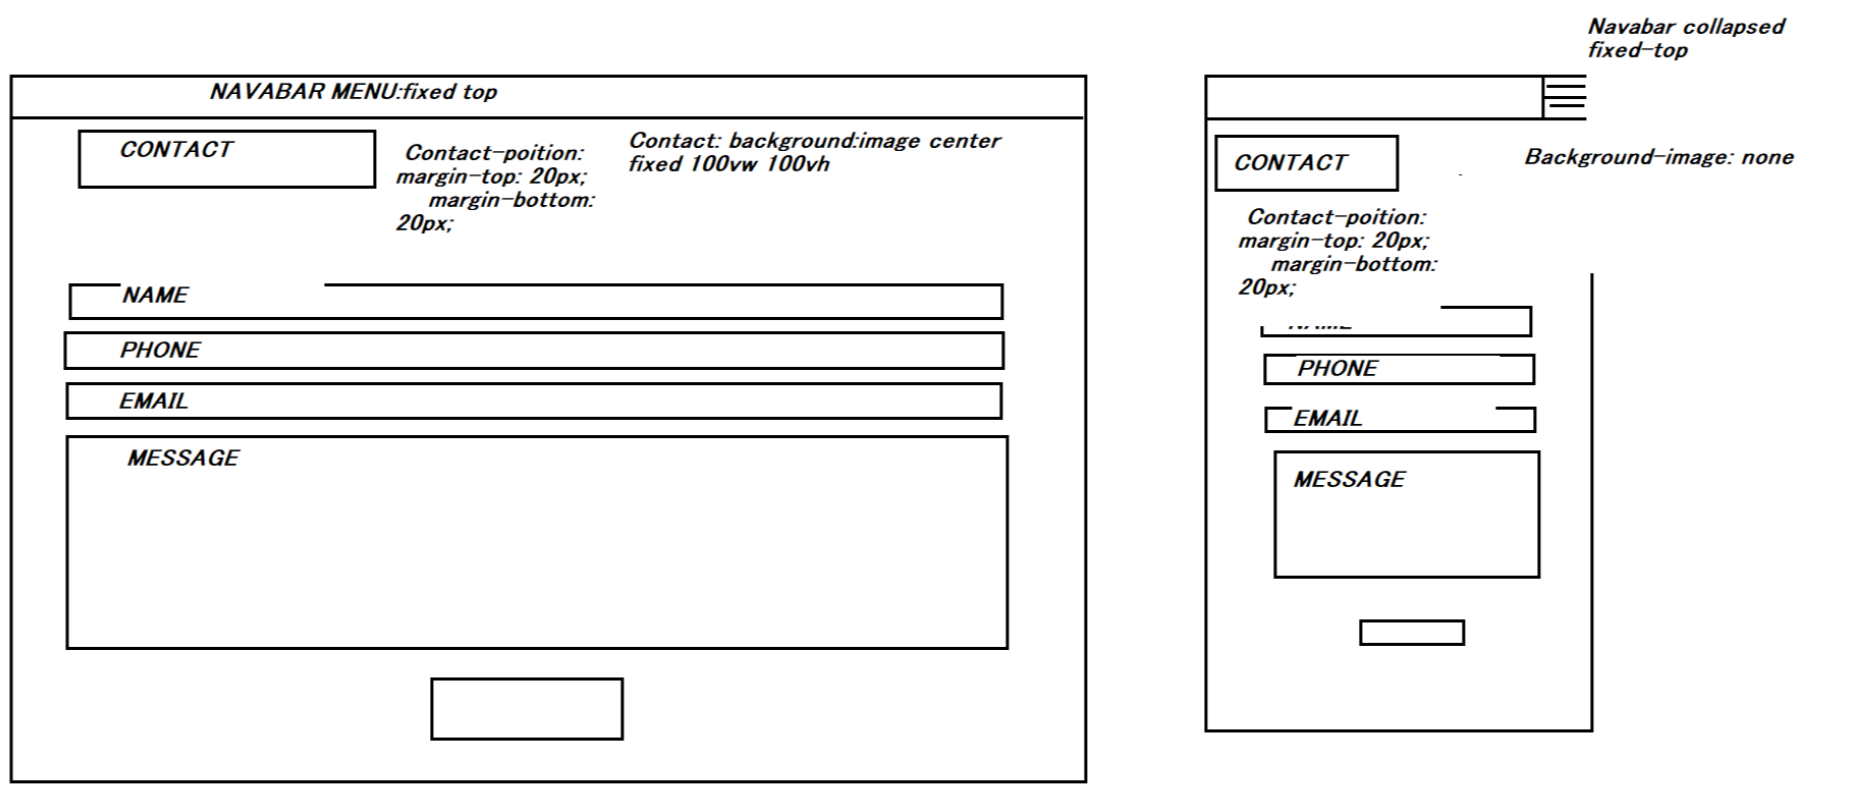 NAVABAR MENU:fixed top
CONTACT
Contact-poition:
margin-top: 20px;
margin-bottom:
20px;
Contact: background:image center
fixed 100vw 100vh
NAME
PHONE
EMAIL
MESSAGE
Navabar collapsed
fixed-top
CONTACT
Background-image: none
Contact-poition:
margin-top: 20px;
margin-bottom:
20px;
NAME
PHONE
EMAIL
MESSAGE